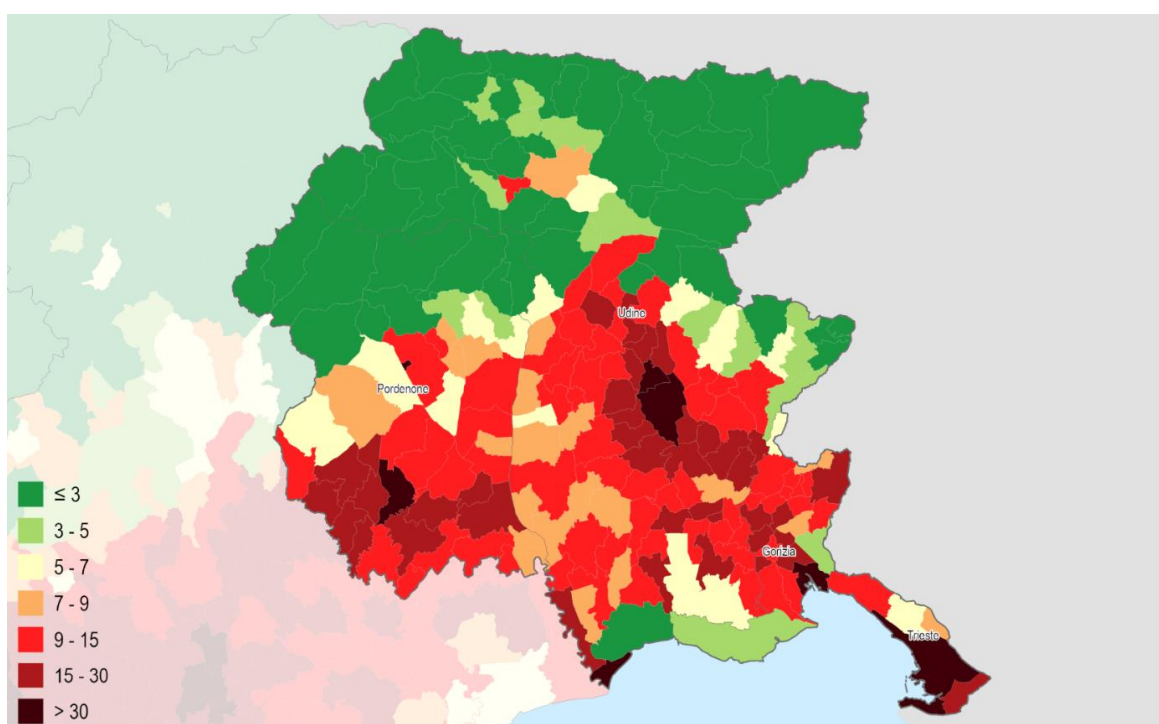 Udine
Pordenone
Gorizia
Trieste
≤ 3
3 - 5
5 - 7
7 - 9
9 - 15
15 - 30
> 30